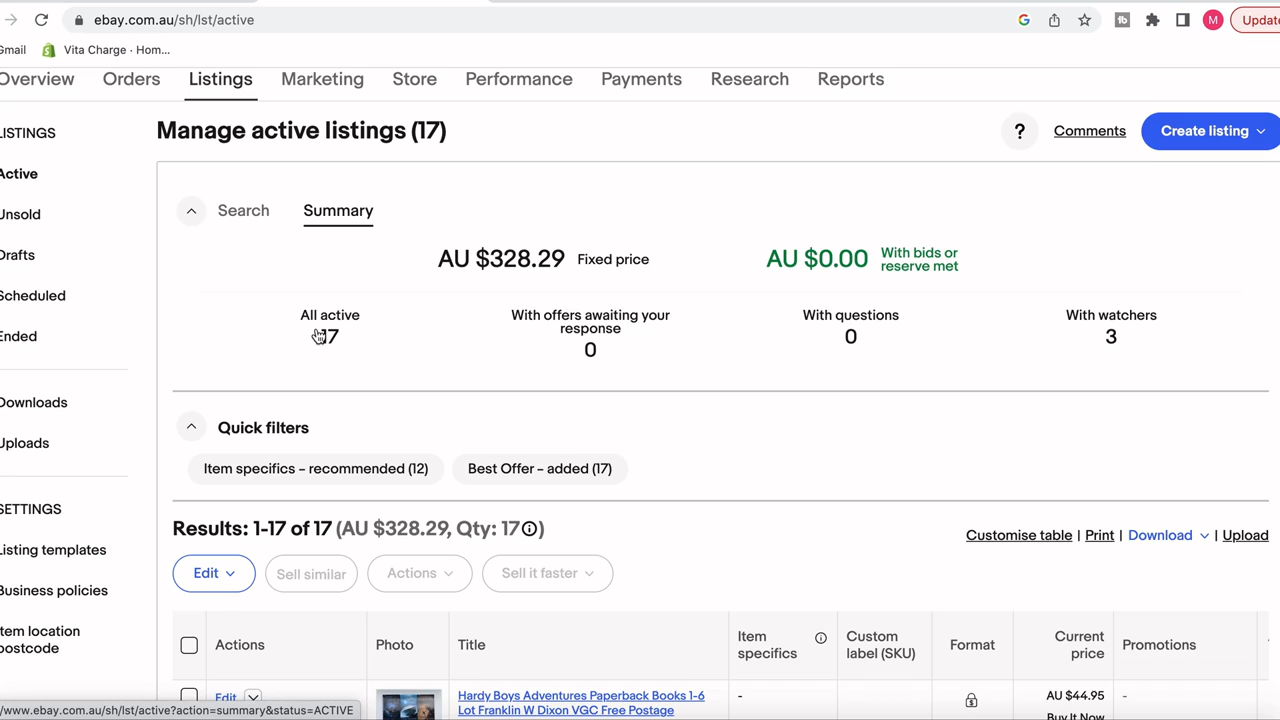 ebay.com.au/sh/lst/active
M
Update
Gmail
Vita Charge · Hom...
Overview Orders Listings Marketing Store Performance Payments Research Reports
LISTINGS
Active
Unsold
Drafts
Scheduled
Ended
Downloads
Uploads
SETTINGS
Listing templates
Business policies
Item location
postcode
Manage active listings (17)
?
Comments
Create listing
Search
Summary
AU $328.29 Fixed price
AU $0.00 With bids or
reserve met
All active
17
With offers awaiting your
response
0
With questions
0
With watchers
3
Quick filters
Item specifics – recommended (12)
Best Offer – added (17)
Results: 1-17 of 17 (AU $328.29, Qty: 17 )
Customise table | Print | Download | Upload
Edit
Sell similar
Actions
Sell it faster
Actions
Photo
Title
Item
specifics
Custom
label (SKU)
Format
Current
price
Promotions
Edit
Hardy Boys Adventures Paperback Books 1-6
Lot Franklin W Dixon VGC Free Postage
-
AU $44.95
Buy It Now
-
/www.ebay.com.au/sh/lst/active?action=summary&status=ACTIVE